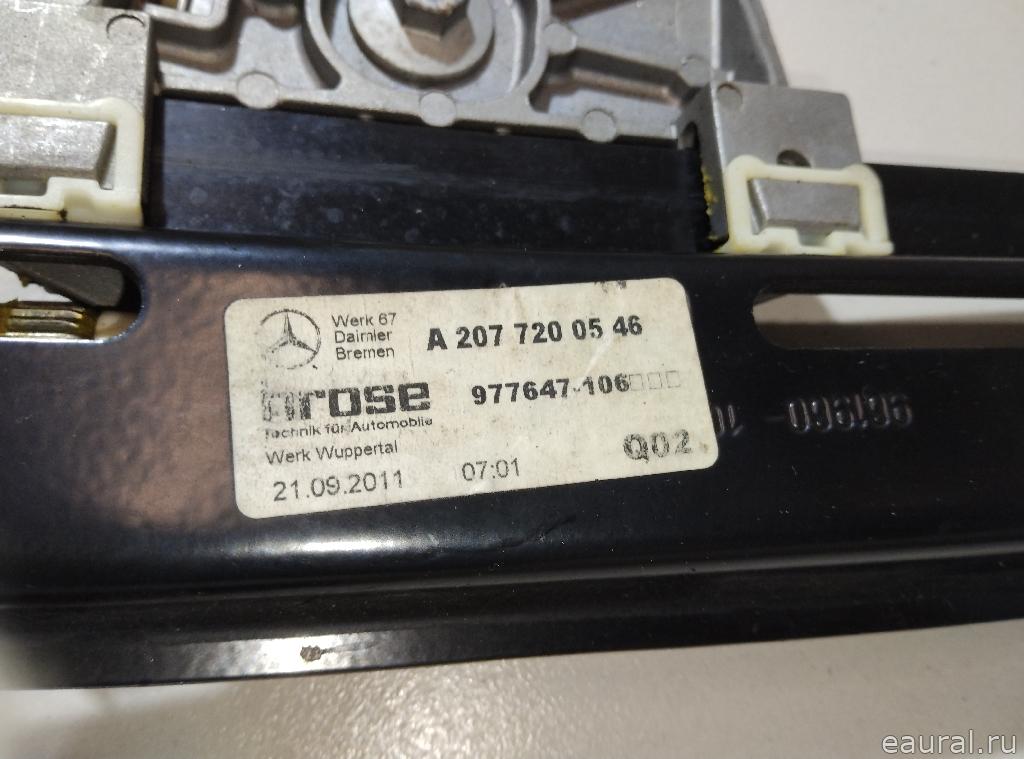 Werk 67
Daimler
Bremen
A 207 720 05 46
brose
Technik für Automobile
977647-106
Werk Wuppertal
21.09.2011
07:01
Q02
eaural.ru